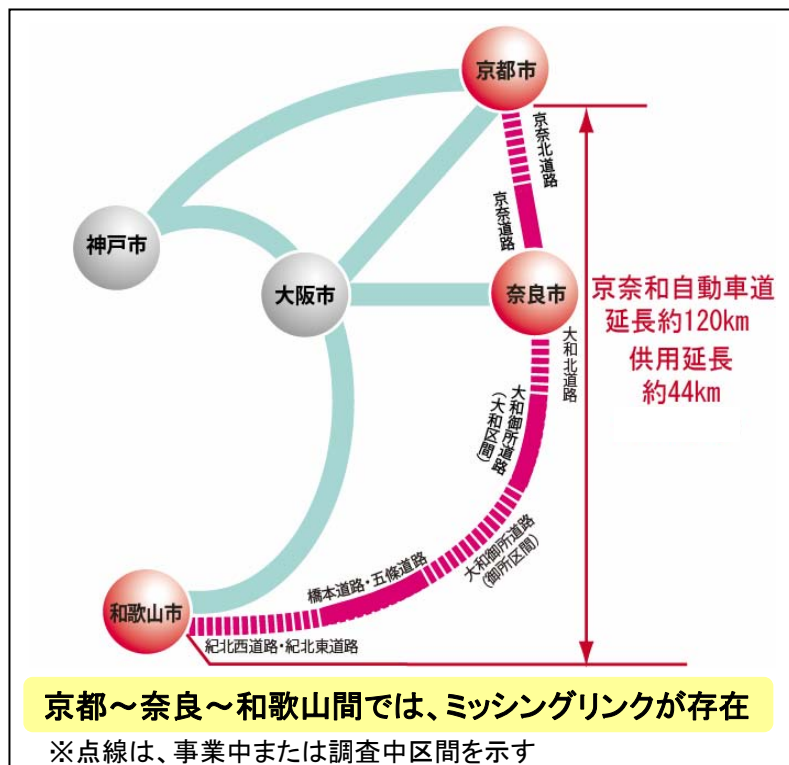 京都市
京奈北道路
京奈道路
神戸市
大阪市
奈良市
京奈和自動車道
延長約120km
供用延長
約44km
大和北道路
大和御所道路
(大和区間)
大和御所道路
(御所区間)
橋本道路・五條道路
和歌山市
紀北西道路・紀北東道路
京都～奈良～和歌山間では、ミッシングリンクが存在
※点線は、事業中または調査中区間を示す